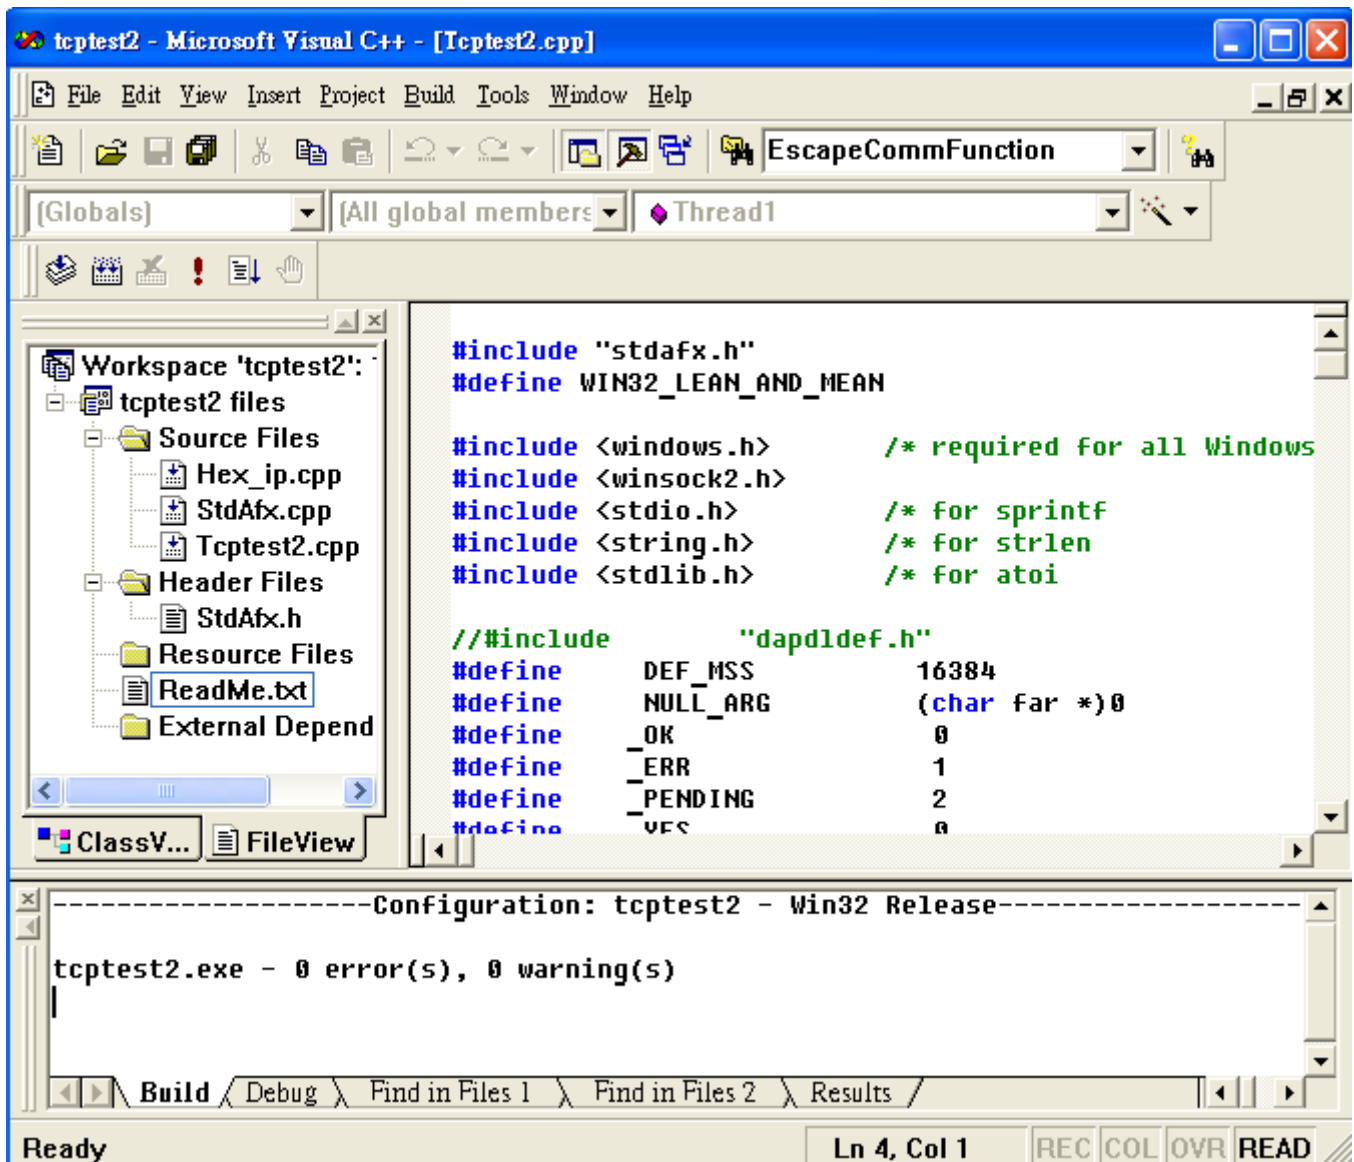 tcptest2 - Microsoft Visual C++ - [Tcptest2.cpp]
File Edit View Insert Project Build Tools Window Help
EscapeCommFunction
(Globals) (All global members Thread1
Workspace 'tcptest2':
tcptest2 files
Source Files
Hex_ip.cpp
StdAfx.cpp
Tcptest2.cpp
Header Files
StdAfx.h
Resource Files
ReadMe.txt
External Depend
ClassV... FileView
#include "stdafx.h"
#define WIN32_LEAN_AND_MEAN
#include <windows.h> /* required for all Windows
#include <winsock2.h>
#include <stdio.h> /* for sprintf
#include <string.h> /* for strlen
#include <stdlib.h> /* for atoi
//#include "dapdldef.h"
#define DEF_MSS 16384
#define NULL_ARG (char far *)0
#define _OK 0
#define _ERR 1
#define _PENDING 2
#define YES 0
--------------------Configuration: tcptest2 - Win32 Release-------------------
tcptest2.exe - 0 error(s), 0 warning(s)
Build Debug Find in Files 1 Find in Files 2 Results
Ready Ln 4, Col 1 REC COL OVR READ